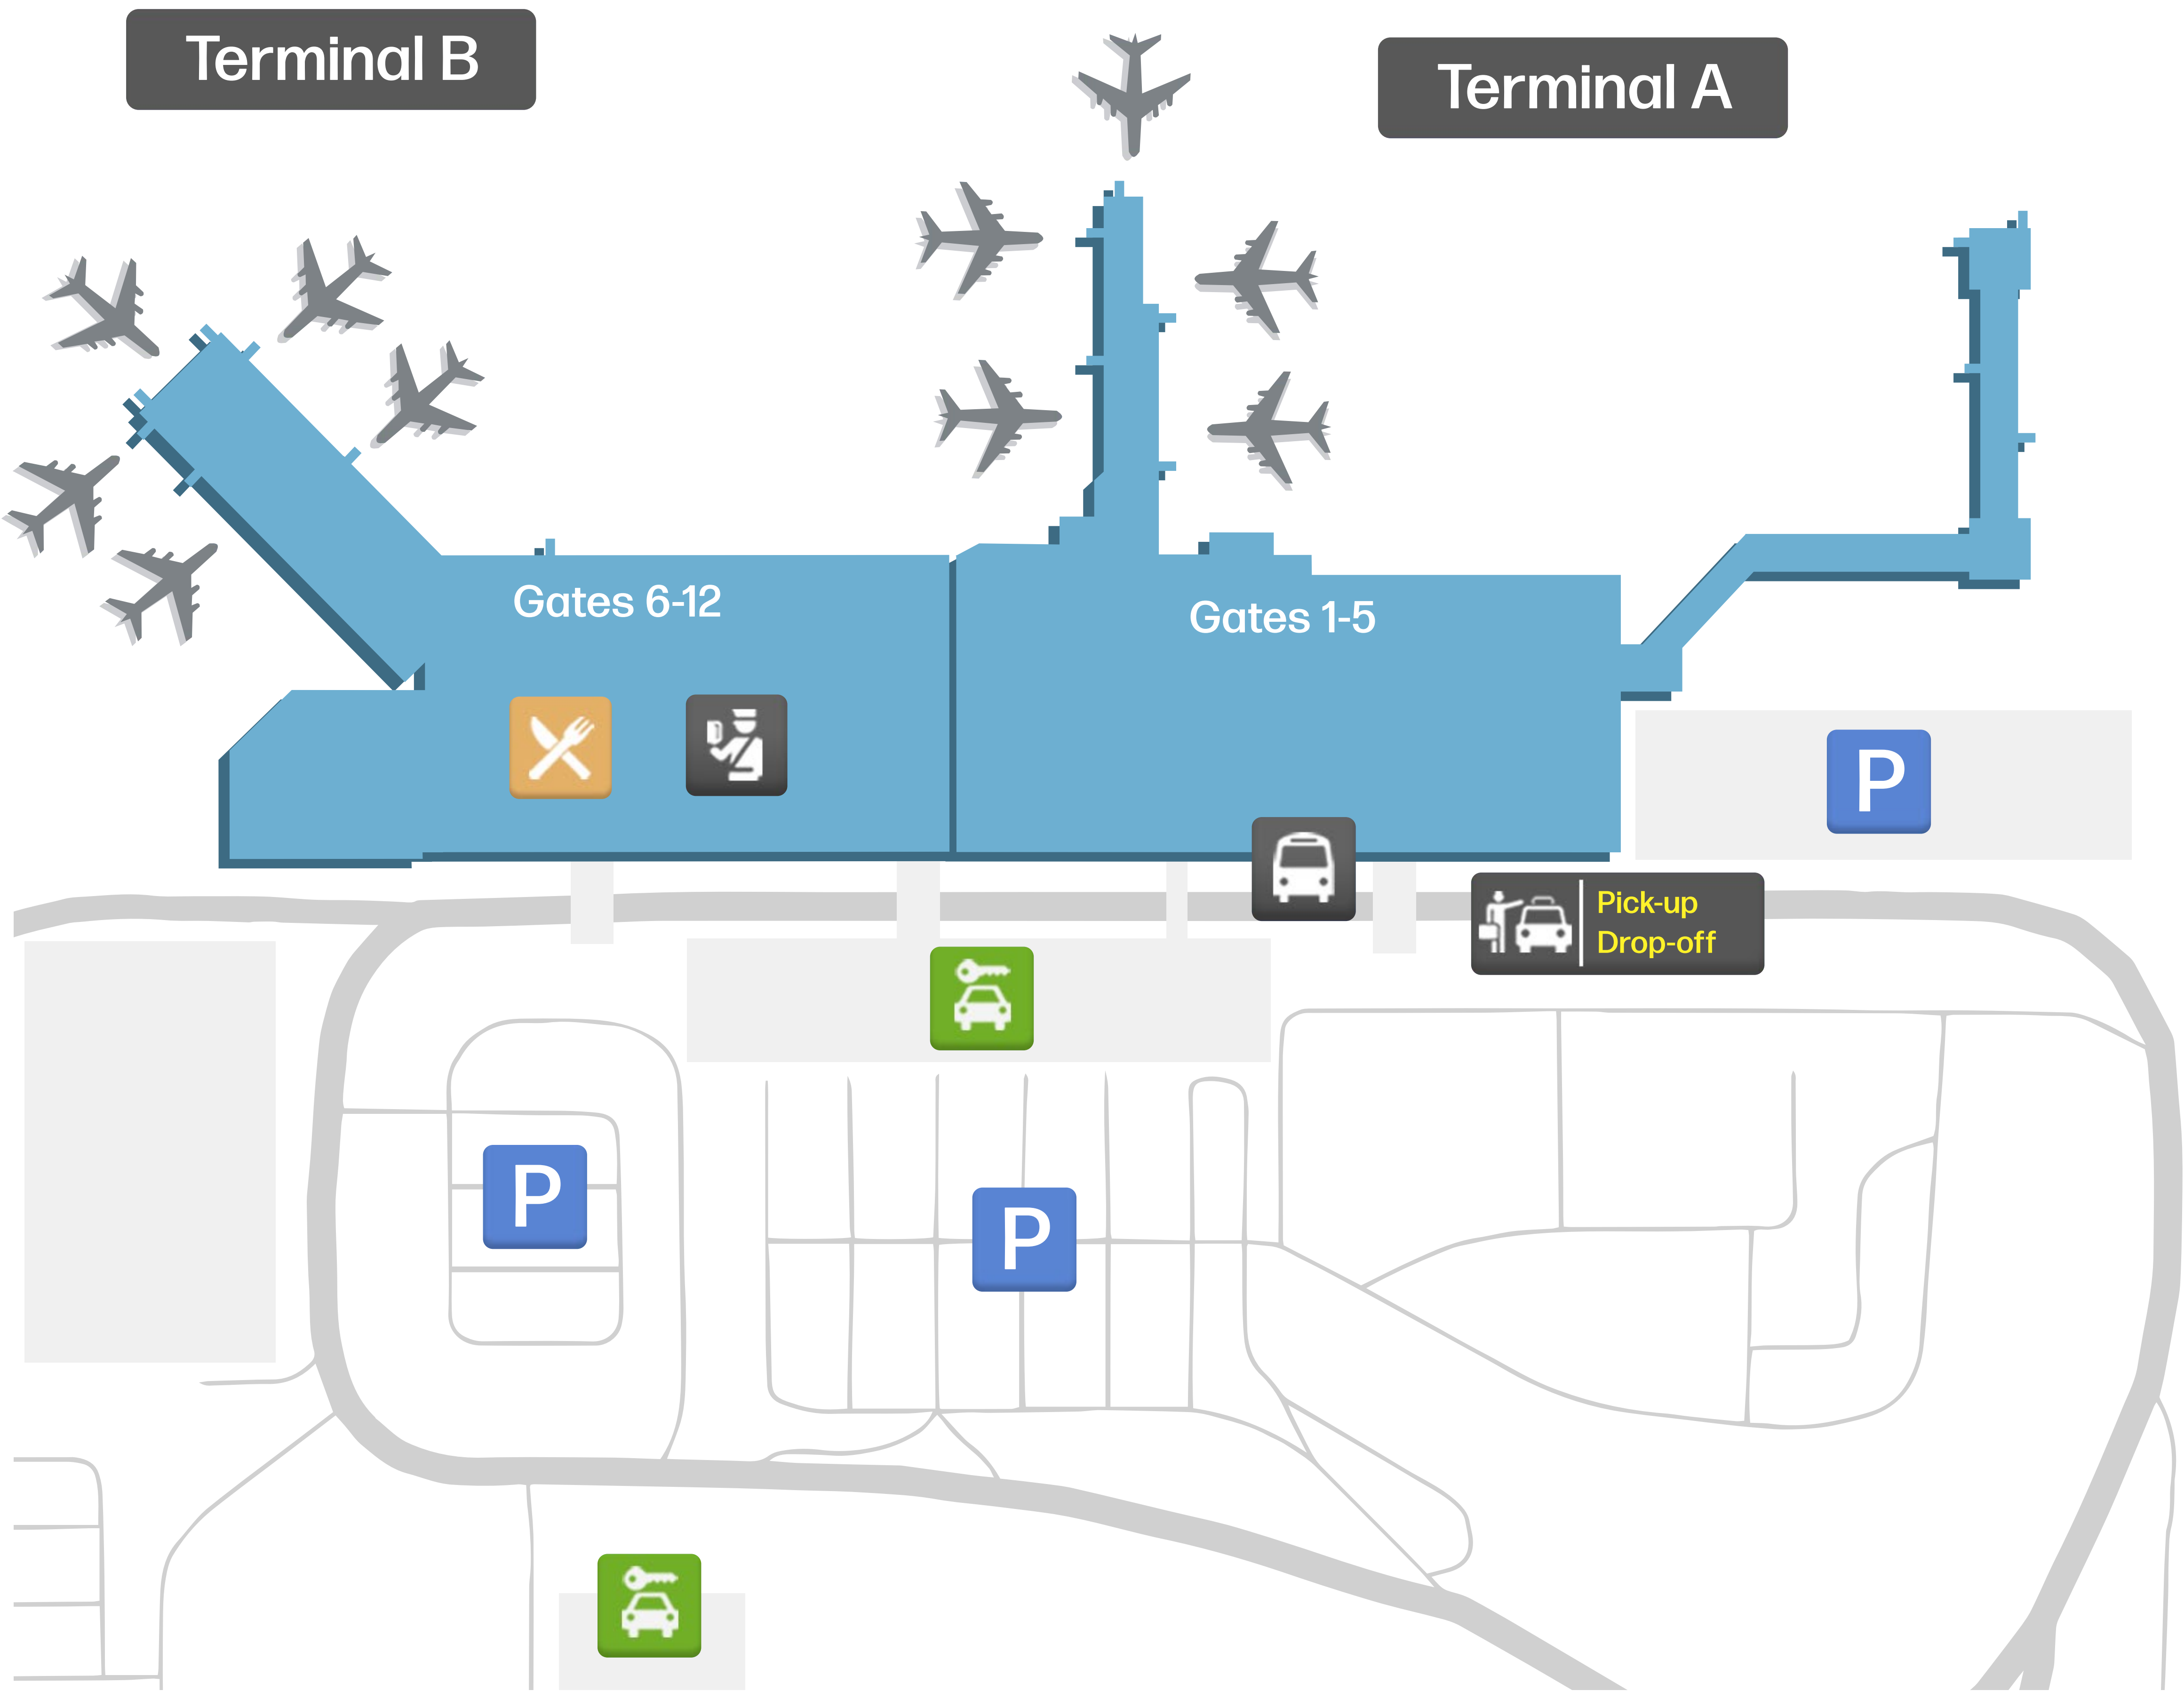 Terminal B
Terminal A
Gates 6-12
Gates 1-5
P
Pick-up
Drop-off
P
P